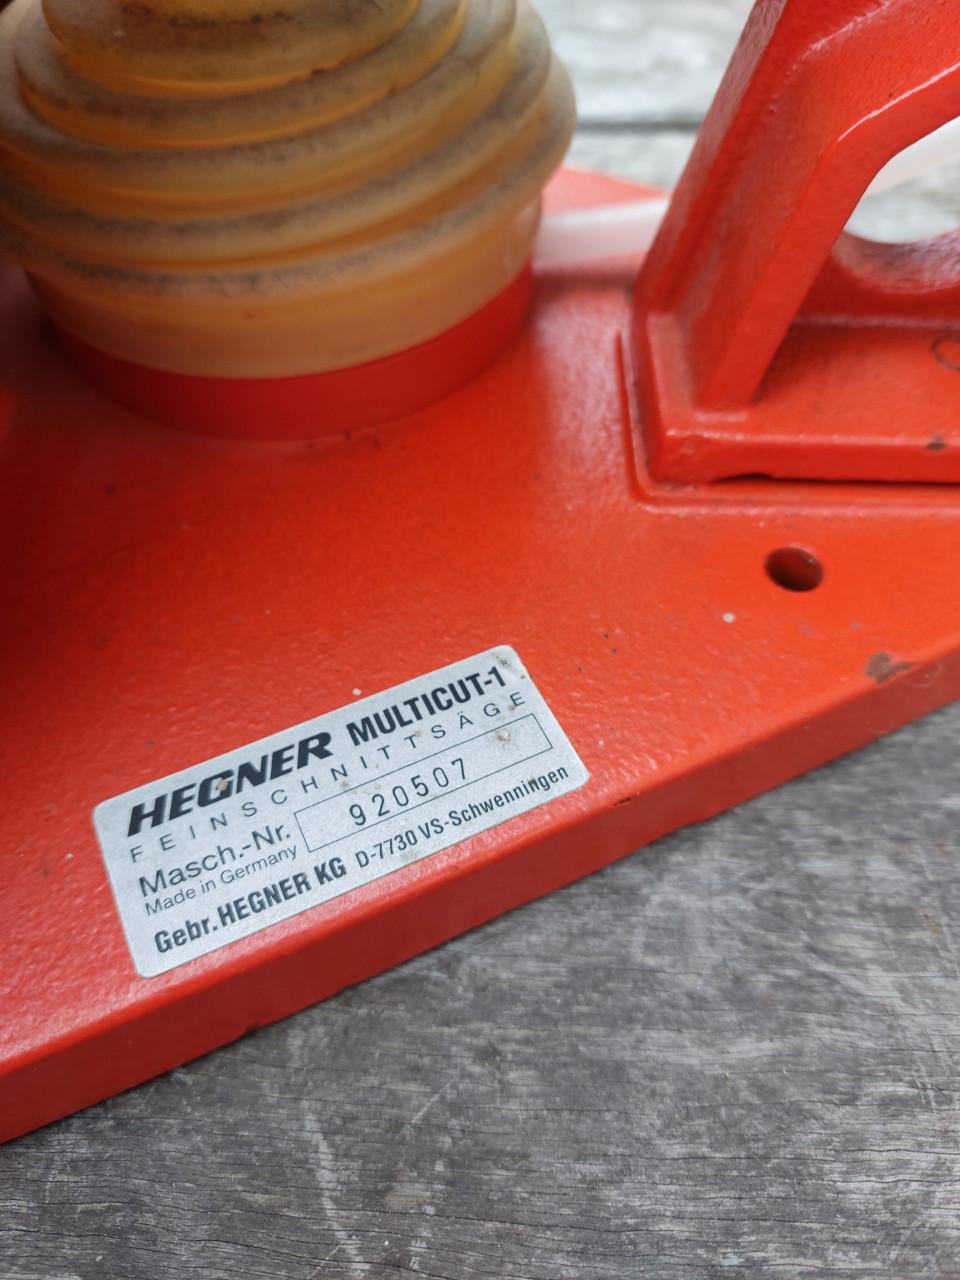 HEGNER MULTICUT-1®
FEINSCHNITTSÄGE
Masch.-Nr. 920507
Made in Germany
Gebr. HEGNER KG D-7730 VS-Schwenningen